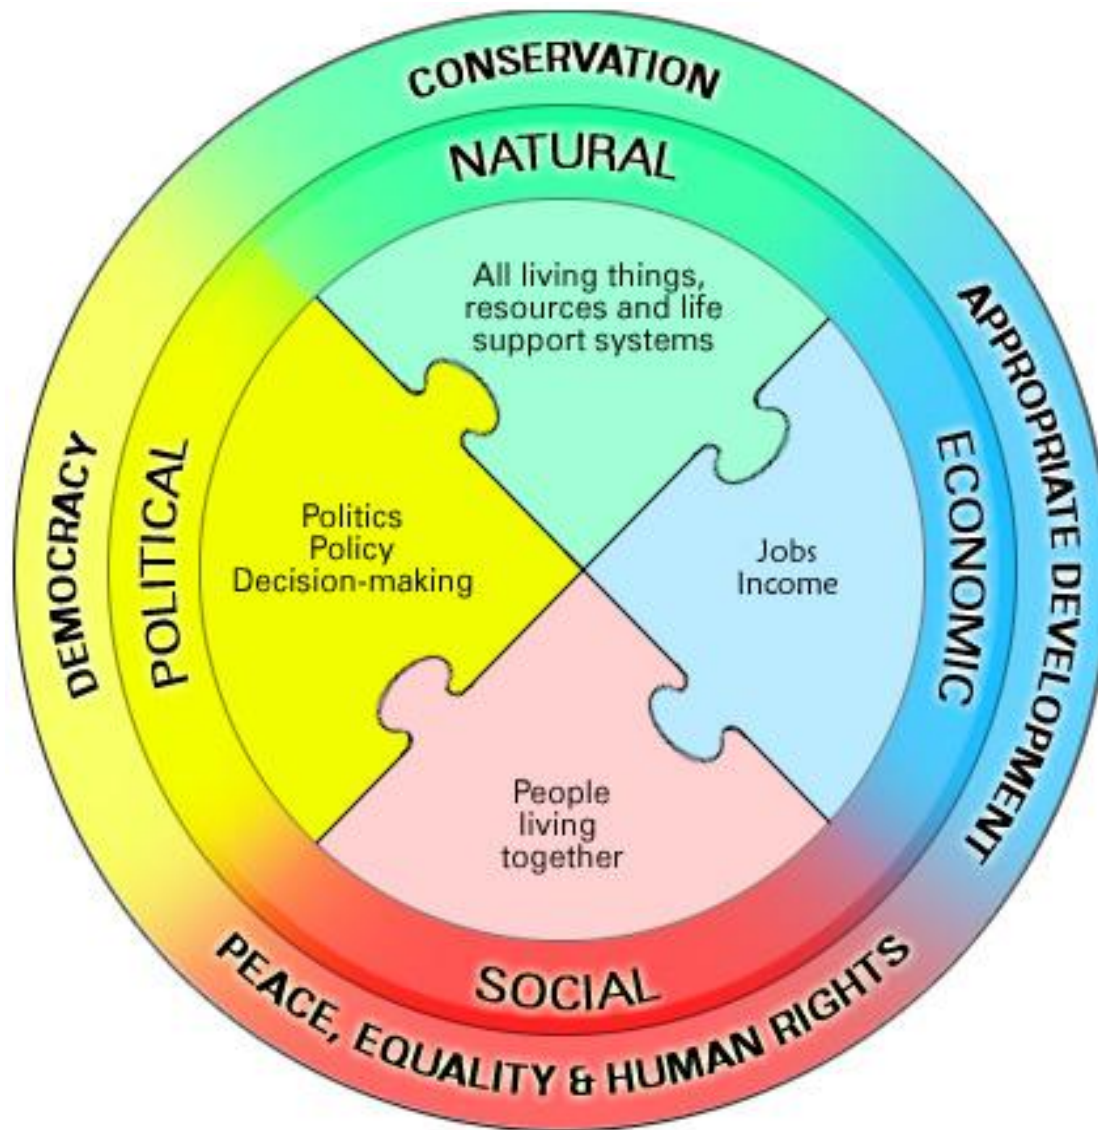 CONSERVATION
NATURAL
All living things,
resources and life
support systems
DEMOCRACY
POLITICAL
Politics
Policy
Decision-making
Jobs
Income
ECONOMIC
APPROPRIATE DEVELOPMENT
People
living
together
SOCIAL
PEACE, EQUALITY & HUMAN RIGHTS